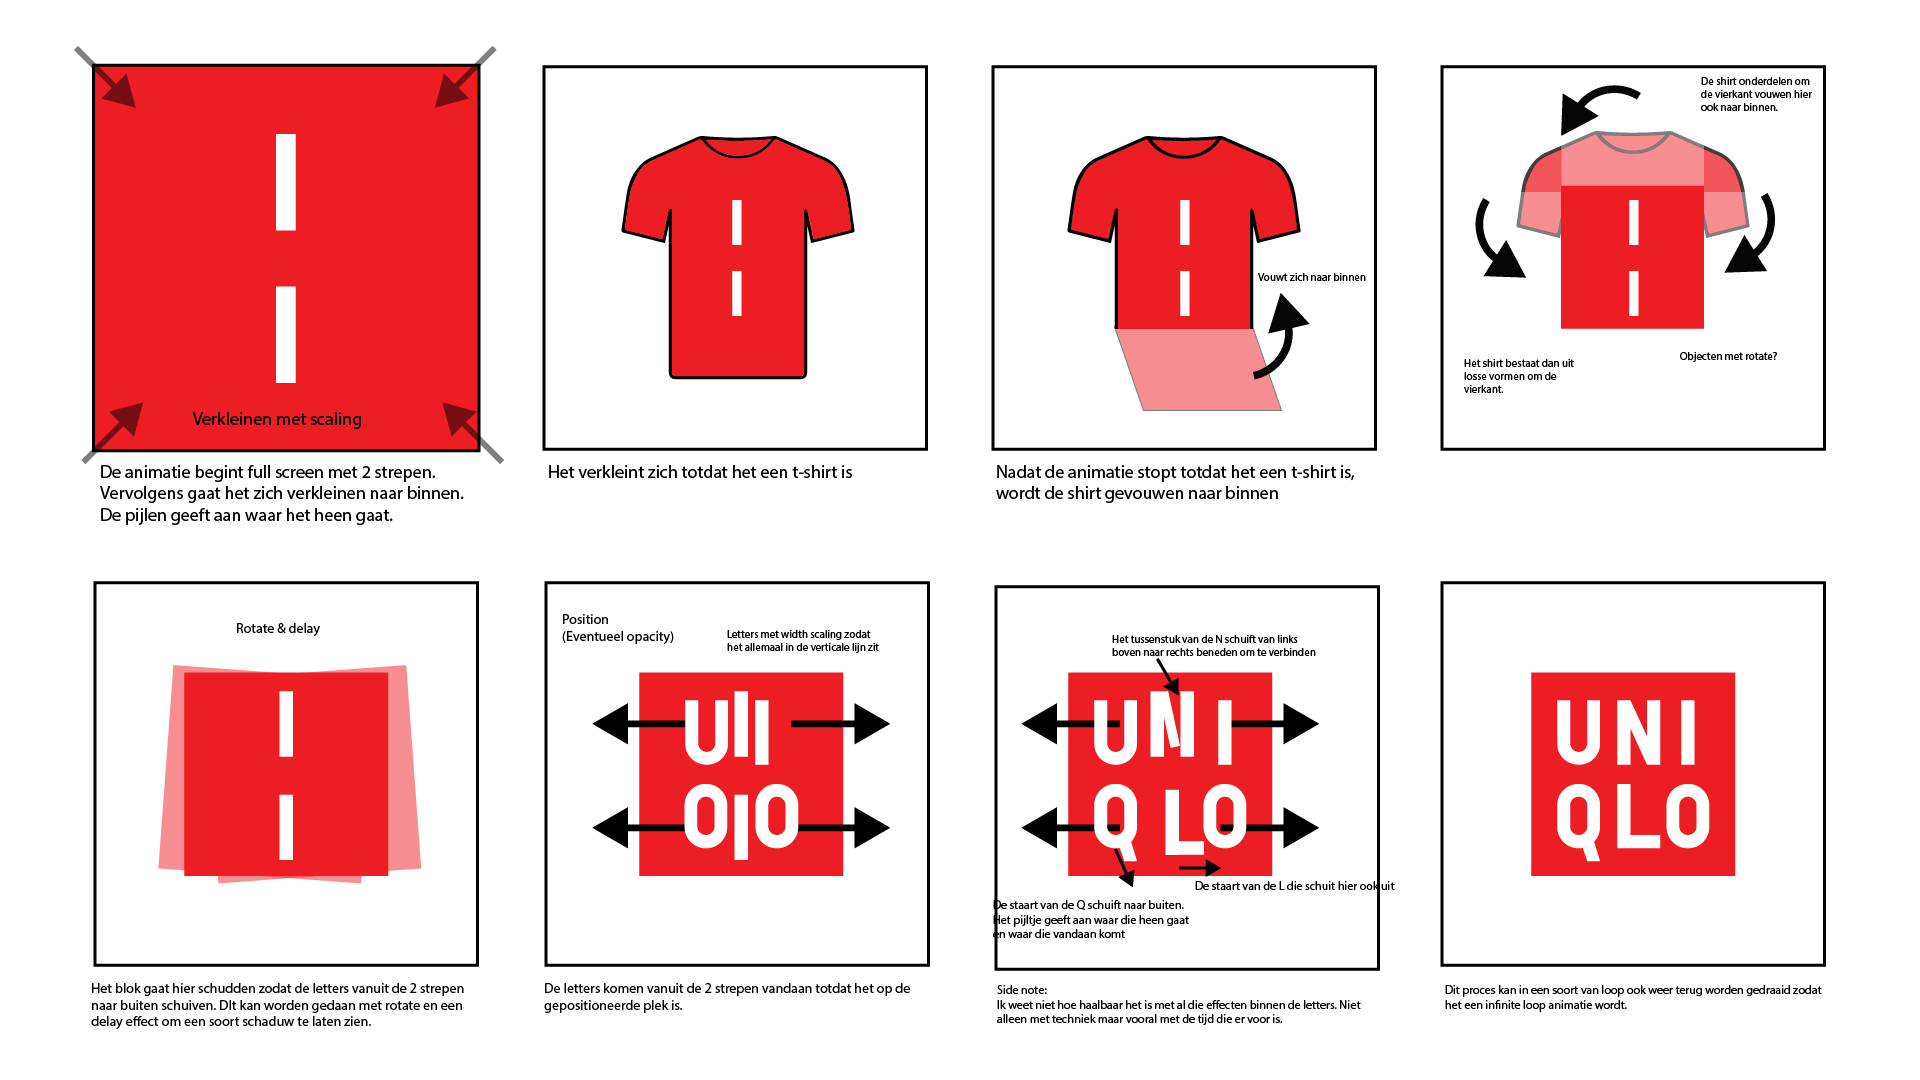 Verkleinen met scaling
De animatie begint full screen met 2 strepen.
Vervolgens gaat het zich verkleinen naar binnen.
De pijlen geeft aan waar het heen gaat.
Het verkleint zich totdat het een t-shirt is
Vouwt zich naar binnen
Nadat de animatie stopt totdat het een t-shirt is,
wordt de shirt gevouwen naar binnen
De shirt onderdelen om
de vierkant vouwen hier
ook naar binnen.
Het shirt bestaat dan uit
losse vormen om de
vierkant.
Objecten met rotate?
Rotate & delay
Het blok gaat hier schudden zodat de letters vanuit de 2 strepen
naar buiten schuiven. DIt kan worden gedaan met rotate en een
delay effect om een soort schaduw te laten zien.
Position
(Eventueel opacity)
Letters met width scaling zodat
het allemaal in de verticale lijn zit
UII
OIO
De letters komen vanuit de 2 strepen vandaan totdat het op de
gepositioneerde plek is.
Het tussenstuk van de N schuift van links
boven naar rechts beneden om te verbinden
UNI
QLO
De staart van de L die schuit hier ook uit
De staart van de Q schuift naar buiten.
Het pijltje geeft aan waar die heen gaat
en waar die vandaan komt
Side note:
Ik weet niet hoe haalbaar het is met al die effecten binnen de letters. Niet
alleen met techniek maar vooral met de tijd die er voor is.
UNI
QLO
Dit proces kan in een soort van loop ook weer terug worden gedraaid zodat
het een infinite loop animatie wordt.